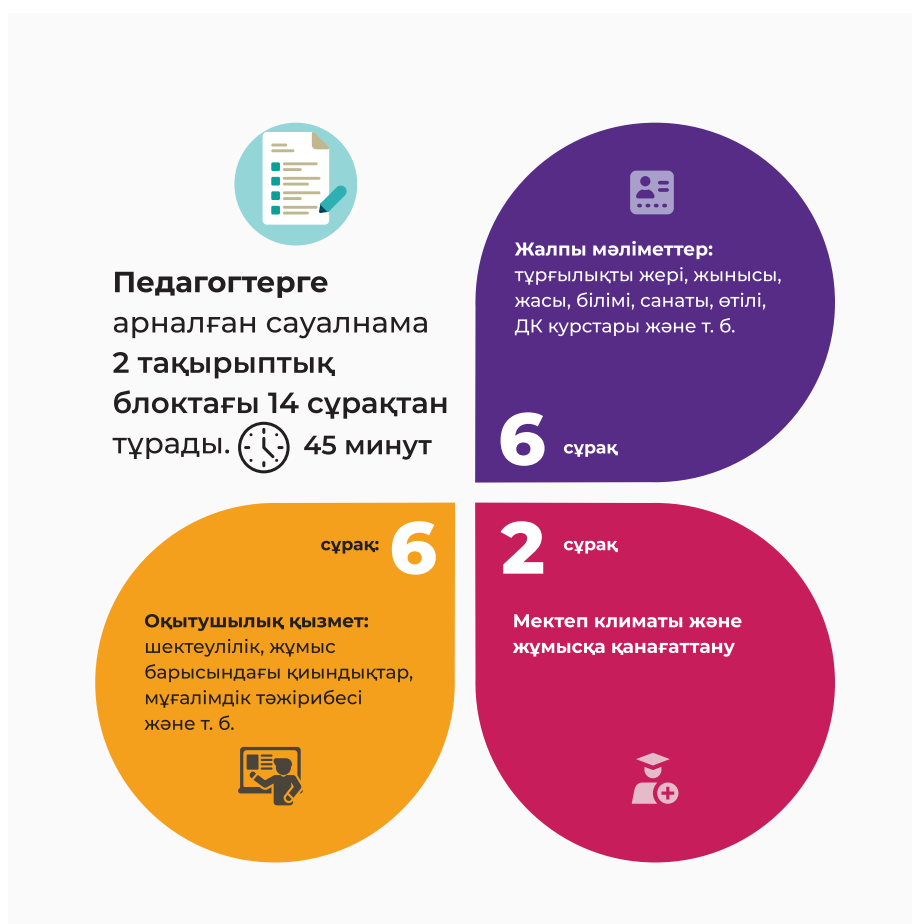 Педагогтерге
арналған сауалнама
2 тақырыптық
блоктағы 14 сұрақтан
тұрады. 45 минут
Жалпы мәліметтер:
тұрғылықты жері, жынысы,
жасы, білімі, санаты, өтілі,
ДК курстары және т. б.
6 сұрақ
сұрақ: 6
Оқытушылық қызмет:
шектеулілік, жұмыс
барысындағы қиындықтар,
мұғалімдік тәжірибесі
және т. б.
2 сұрақ
Мектеп климаты және
жұмысқа қанағаттану